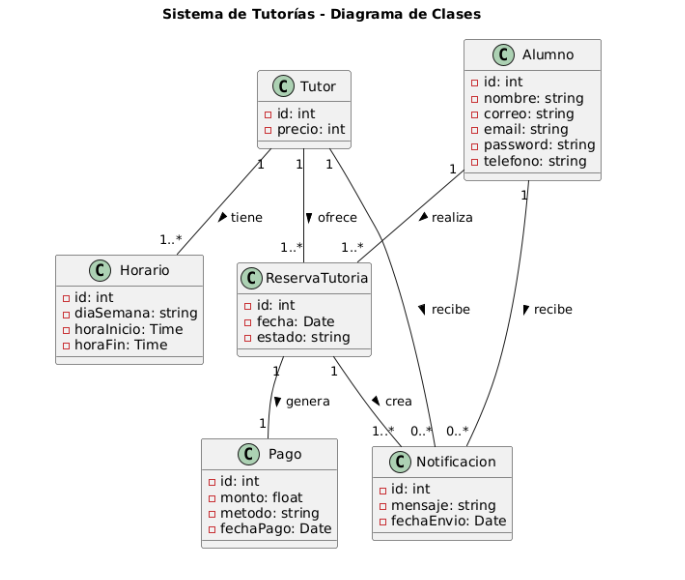 Sistema de Tutorías - Diagrama de Clases
C Alumno
id: int
nombre: string
correo: string
email: string
password: string
telefono: string
C Tutor
id: int
precio: int
1
1
1
1
1
tiene
ofrece
realiza
1..*
1..*
1..*
C Horario
id: int
diaSemana: string
horaInicio: Time
horaFin: Time
C ReservaTutoria
id: int
fecha: Date
estado: string
recibe
recibe
1
1
genera
crea
1
1..*
0..*
0..*
C Pago
id: int
monto: float
metodo: string
fechaPago: Date
C Notificacion
id: int
mensaje: string
fechaEnvio: Date